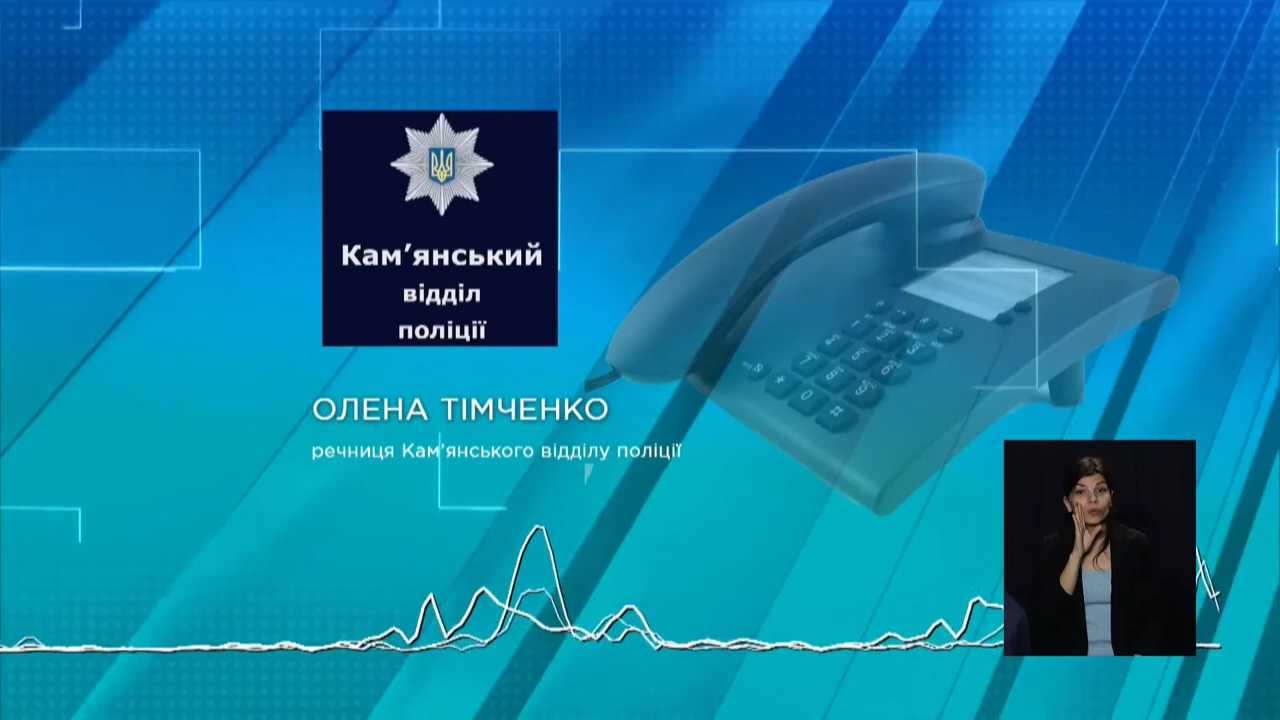 Кам’янський
відділ
поліції
ОЛЕНА ТІМЧЕНКО
речниця Кам’янського відділу поліції